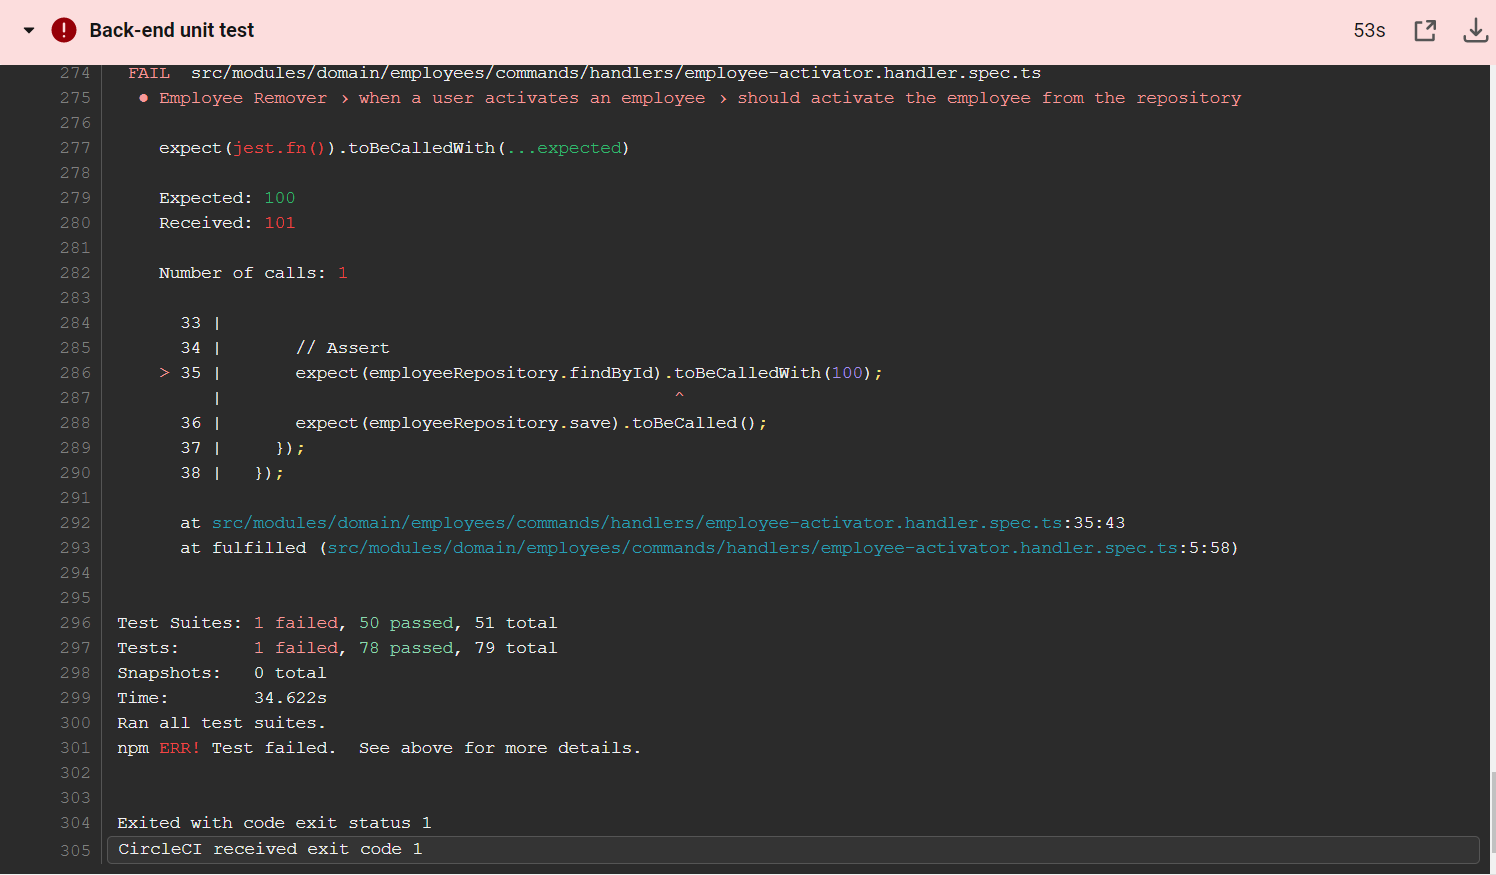 Back-end unit test 53s
274 FAIL src/modules/domain/employees/commands/handlers/employee-activator.handler.spec.ts
275 ● Employee Remover › when a user activates an employee › should activate the employee from the repository
276
277 expect(jest.fn()).toBeCalledWith(...expected)
278
279 Expected: 100
280 Received: 101
281
282 Number of calls: 1
283
284 33 |
285 34 | // Assert
286 > 35 | expect(employeeRepository.findById).toBeCalledWith(100);
287 | ^
288 36 | expect(employeeRepository.save).toBeCalled();
289 37 | });
290 38 | });
291
292 at src/modules/domain/employees/commands/handlers/employee-activator.handler.spec.ts:35:43
293 at fulfilled (src/modules/domain/employees/commands/handlers/employee-activator.handler.spec.ts:5:58)
294
295
296 Test Suites: 1 failed, 50 passed, 51 total
297 Tests: 1 failed, 78 passed, 79 total
298 Snapshots: 0 total
299 Time: 34.622s
300 Ran all test suites.
301 npm ERR! Test failed. See above for more details.
302
303
304 Exited with code exit status 1
305 CircleCI received exit code 1